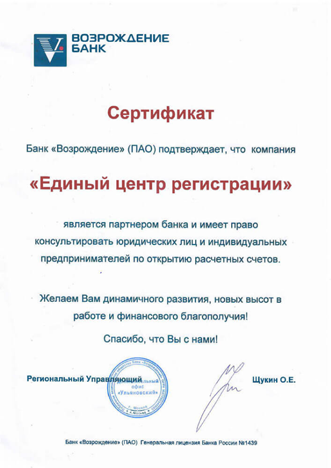 ВОЗРОЖДЕНИЕ
БАНК
Сертификат
Банк «Возрождение» (ПАО) подтверждает, что компания
«Единый центр регистрации»
является партнером банка и имеет право
консультировать юридических лиц и индивидуальных
предпринимателей по открытию расчетных счетов.
Желаем Вам динамичного развития, новых высот в
работе и финансового благополучия!
Спасибо, что Вы с нами!
Региональный Управляющий
офис
«Ульяновский»
Щукин О.Е.
Банк «Возрождение» (ПАО) Генеральная лицензия Банка России №1439